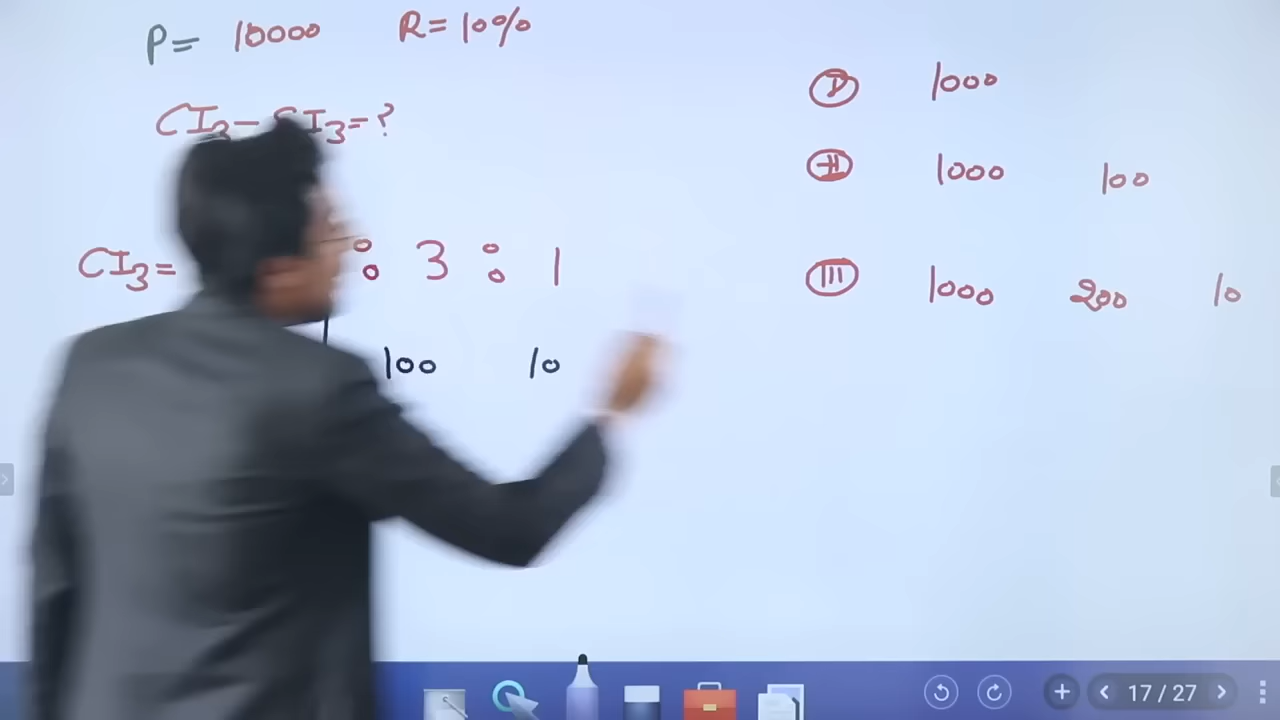 P= 10000 R=10%
CI3- SI3=?
CI3= : 3 : 1
100 10
I 1000
II 1000 100
III 1000 200 10
17 / 27